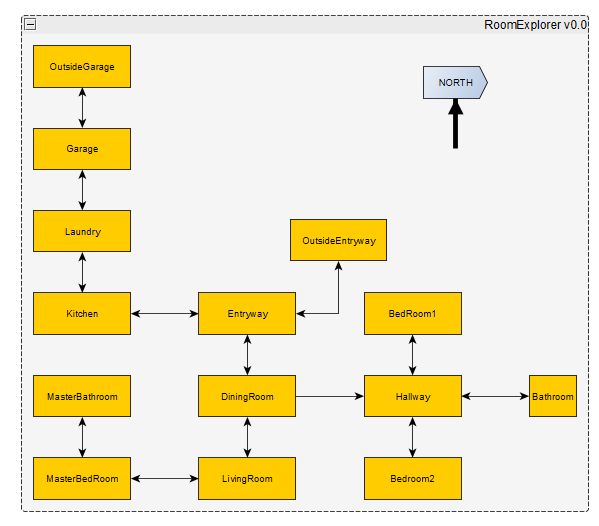 RoomExplorer v0.0
OutsideGarage
NORTH
Garage
Laundry
OutsideEntryway
Kitchen
Entryway
BedRoom1
MasterBathroom
DiningRoom
Hallway
Bathroom
MasterBedRoom
LivingRoom
Bedroom2